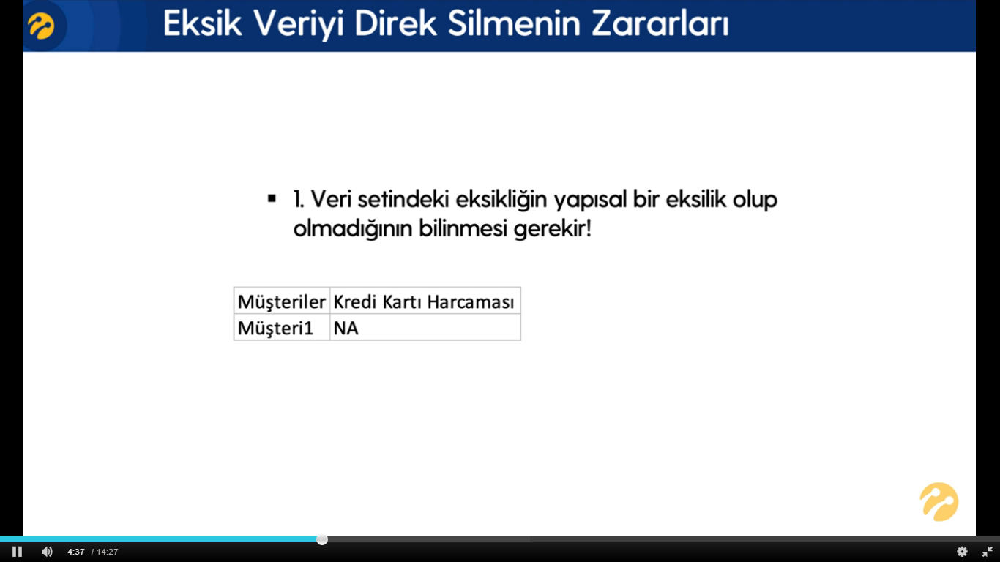 Eksik Veriyi Direk Silmenin Zararları
▪ 1. Veri setindeki eksikliğin yapısal bir eksilik olup
olmadığının bilinmesi gerekir!
Müşteriler Kredi Kartı Harcaması
Müşteri1 NA
4:37 / 14:27